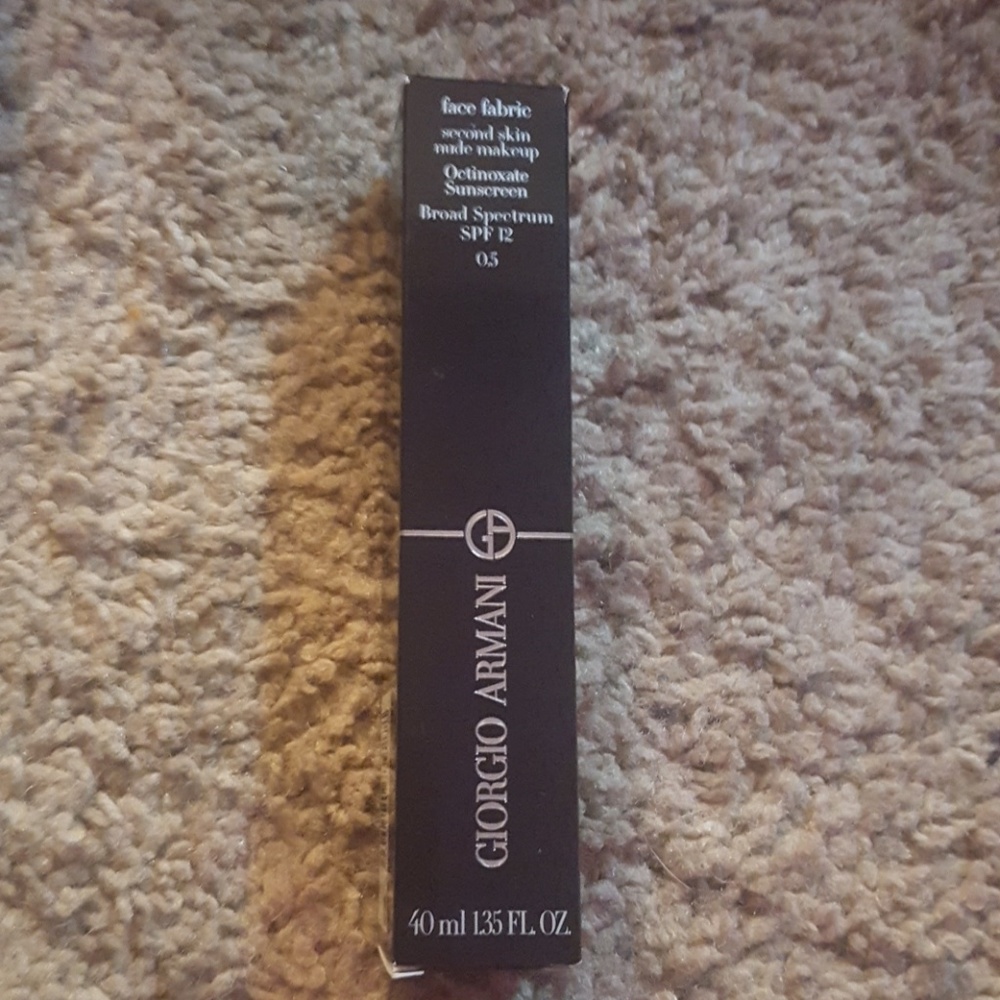 face fabric
second skin
nude makeup
Octinoxate
Sunscreen
Broad Spectrum
SPF 12
0.5
GA
GIORGIO ARMANI
40 ml 1.35 FL. OZ.